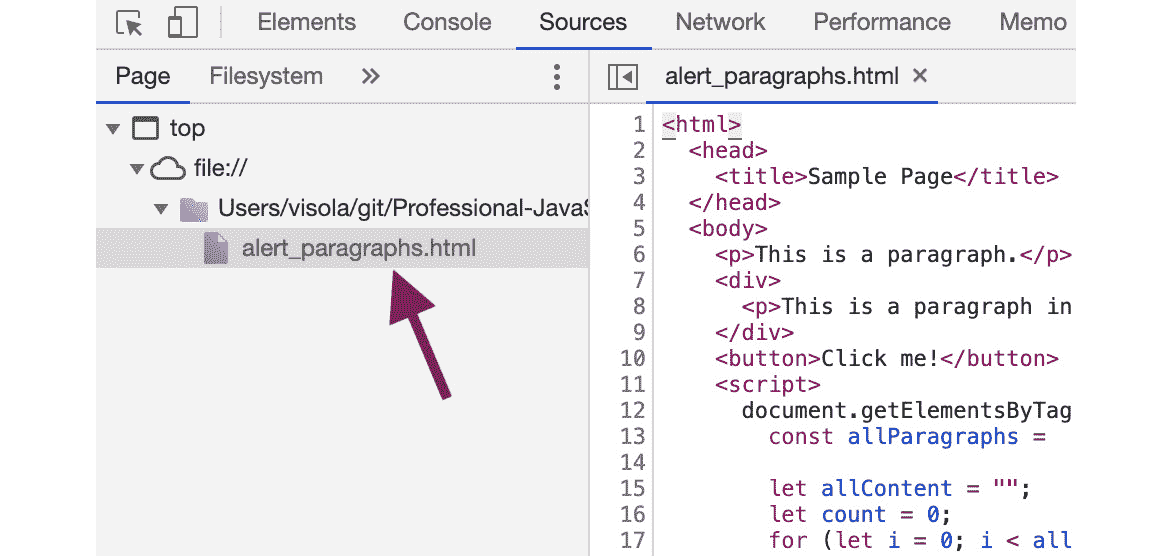 Elements Console Sources Network Performance Memo
Page Filesystem »
alert_paragraphs.html ×
top
file://
Users/visola/git/Professional-JavaS
alert_paragraphs.html
1 <html>
2 <head>
3 <title>Sample Page</title>
4 </head>
5 <body>
6 <p>This is a paragraph.</p>
7 <div>
8 <p>This is a paragraph in
9 </div>
10 <button>Click me!</button>
11 <script>
12 document.getElementsByTag
13 const allParagraphs =
14
15 let allContent = "";
16 let count = 0;
17 for (let i = 0; i < all